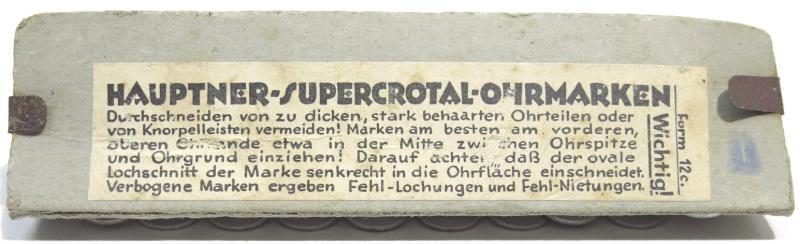 HAUPTNER-SUPERCROTAL-OHRMARKEN
Durchschneiden von zu dicken, stark behaarten Ohrteilen oder
von Knorpelleisten vermeiden! Marken am besten am vorderen,
oberen etwa in der Mitte zwischen Ohrspitze
und Ohrgrund einziehen! Darauf achten, daß der ovale
Lochschnitt der Marke senkrecht in die Ohrfläche einschneidet.
Verbogene Marken ergeben Fehl-Lochungen und Fehl-Nietungen.
Form 12c.
Wichtig!